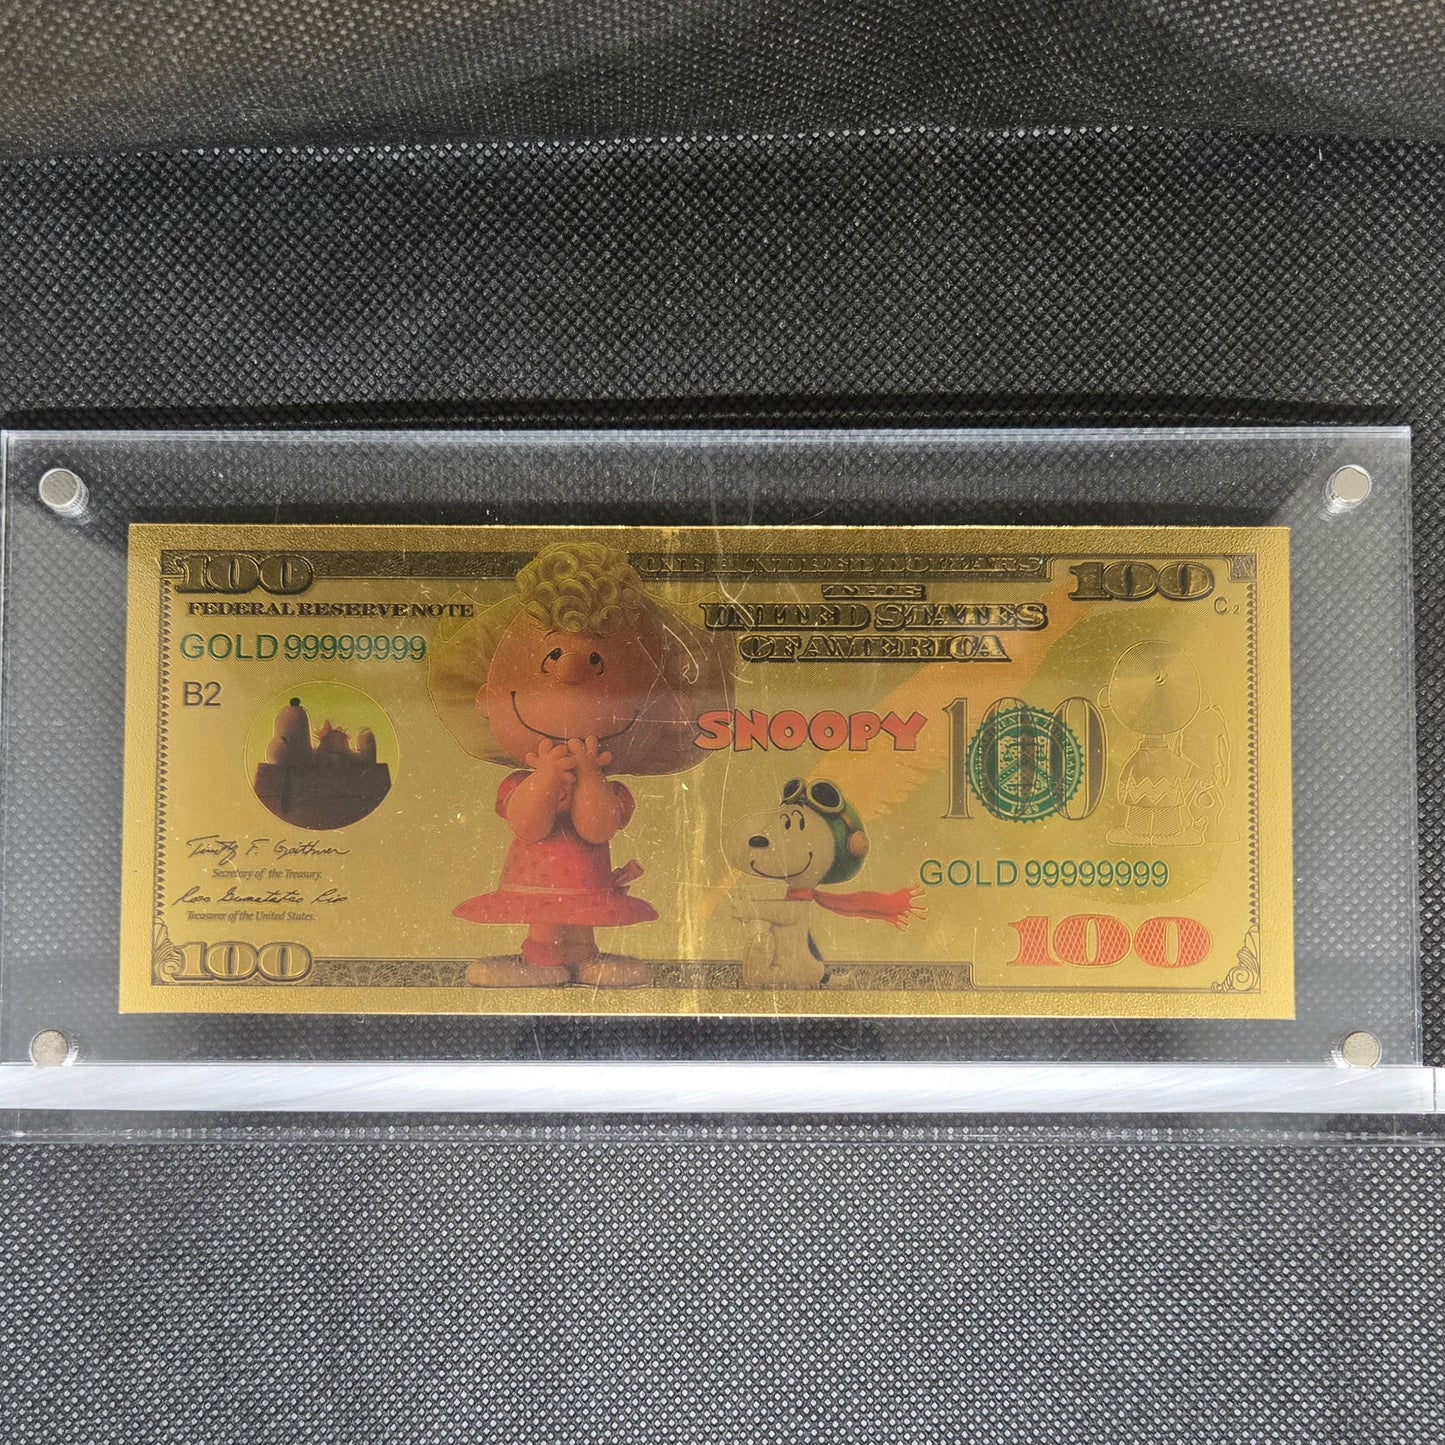 100
ONE HUNDRED DOLLARS
100
C 2
FEDERAL RESERVE NOTE
THE
UNITED STATES
OF AMERICA
GOLD 99999999
B2
SNOOPY
100
Secretary of the Treasury.
Treasurer of the United States.
GOLD 99999999
100
100